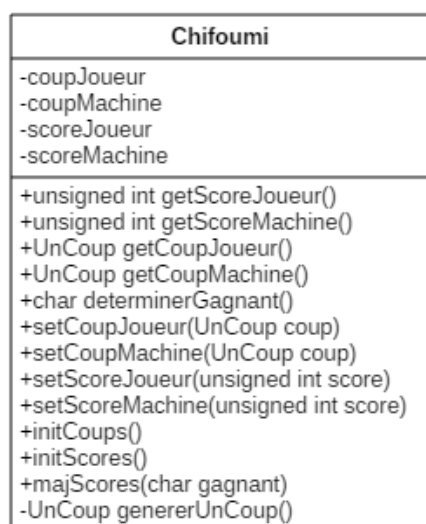 Chifoumi
-coupJoueur
-coupMachine
-scoreJoueur
-scoreMachine
+unsigned int getScoreJoueur()
+unsigned int getScoreMachine()
+UnCoup getCoupJoueur()
+UnCoup getCoupMachine()
+char determinerGagnant()
+setCoupJoueur(UnCoup coup)
+setCoupMachine(UnCoup coup)
+setScoreJoueur(unsigned int score)
+setScoreMachine(unsigned int score)
+initCoups()
+initScores()
+majScores(char gagnant)
-UnCoup genererUnCoup()